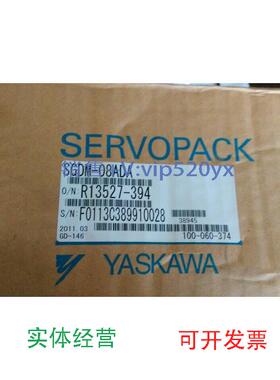 SERVOPACK
SGDM-08ADA
vip520yx
O/N R13527-394
S/N F0113C389910028
38945
2011.03
GD-146
100-060-374
YASKAWA
实体经营 可开发票